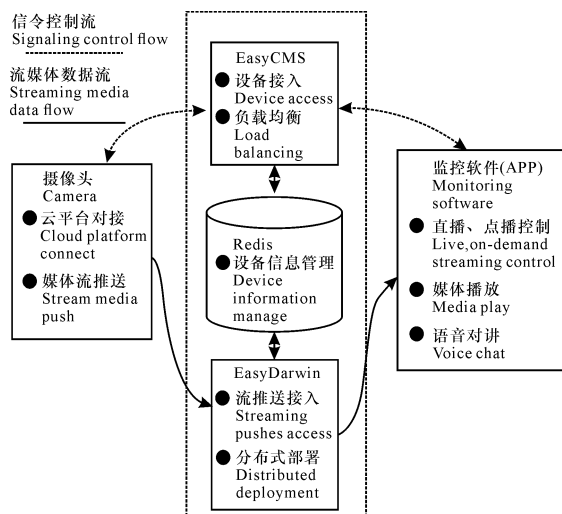 信令控制流
Signaling control flow
流媒体数据流
Streaming media
data flow
EasyCMS
设备接入
Device access
负载均衡
Load
balancing
摄像头
Camera
云平台对接
Cloud platform
connect
媒体流推送
Stream media
push
Redis
设备信息管理
Device
information
manage
EasyDarwin
流推送接入
Streaming
pushes access
分布式部署
Distributed
deployment
监控软件(APP)
Monitoring
software
直播、点播控制
Live,on-demand
streaming control
媒体播放
Media play
语音对讲
Voice chat